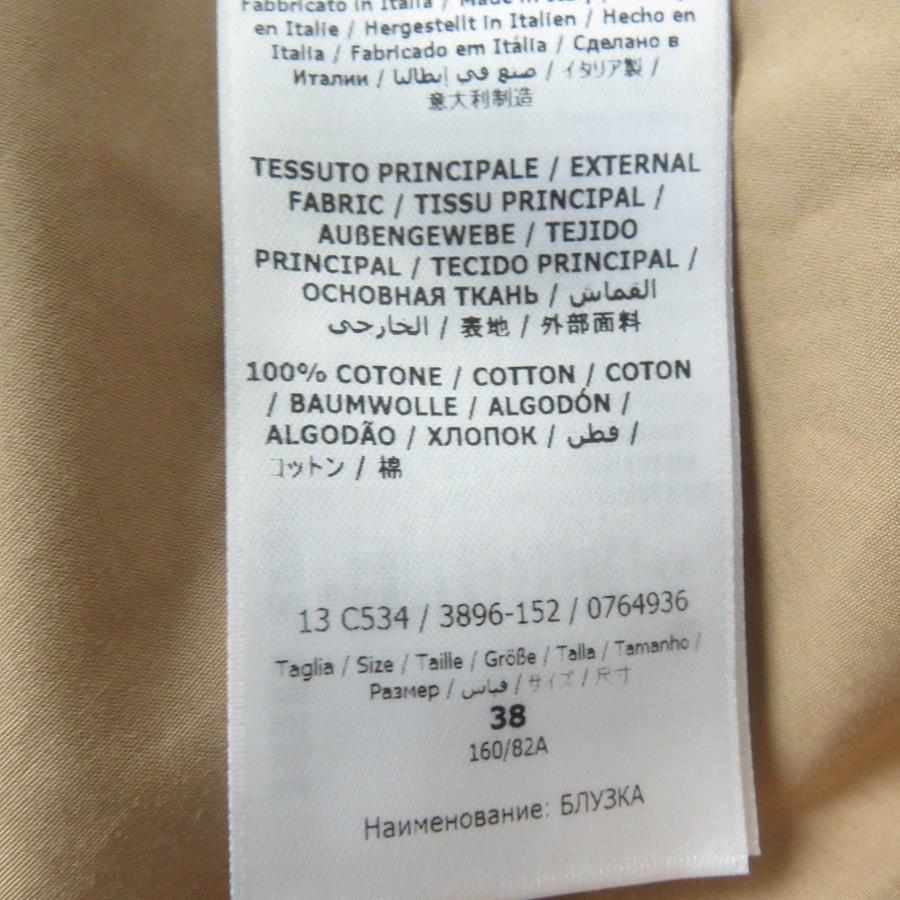 Fabbricato in Italia / Made in Italy /
en Italie / Hergestellt in Italien / Hecho en
Italia / Fabricado em Itália / Сделано в
Италии / صنع في إيطاليا / イタリア製 /
意大利制造
TESSUTO PRINCIPALE / EXTERNAL
FABRIC / TISSU PRINCIPAL /
AUßENGEWEBE / TEJIDO
PRINCIPAL / TECIDO PRINCIPAL /
ОСНОВНАЯ ТКАНЬ / القماش
الخارجى / 表地 / 外部面料
100% COTONE / COTTON / COTON
/ BAUMWOLLE / ALGODÓN /
ALGODÃO / ХЛОПОК / قطن /
コットン / 棉
13 C534 / 3896-152 / 0764936
Taglia / Size / Taille / Größe / Talla / Tamanho /
Размер / قياس / サイズ / 尺寸
38
160/82A
Наименование: БЛУЗКА